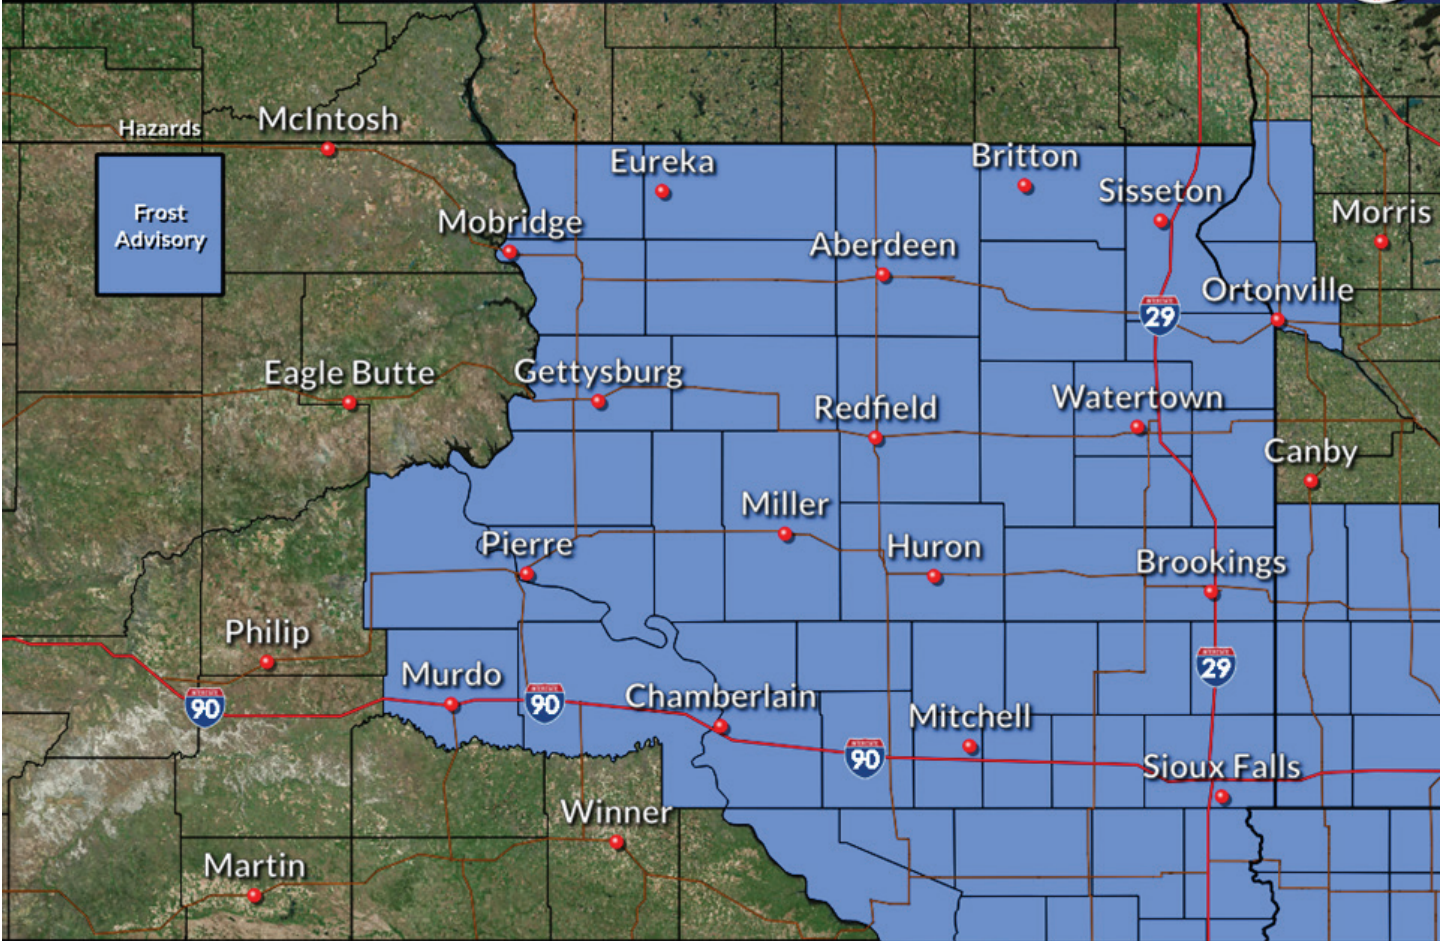 Hazards
McIntosh
Frost
Advisory
Eureka
Britton
Sisseton
Mobridge
Morris
Aberdeen
Ortonville
29
Eagle Butte
Gettysburg
Watertown
Redfield
Canby
Miller
Pierre
Huron
Brookings
Philip
29
Murdo
Chamberlain
90
90
Mitchell
90
Sioux Falls
Winner
Martin